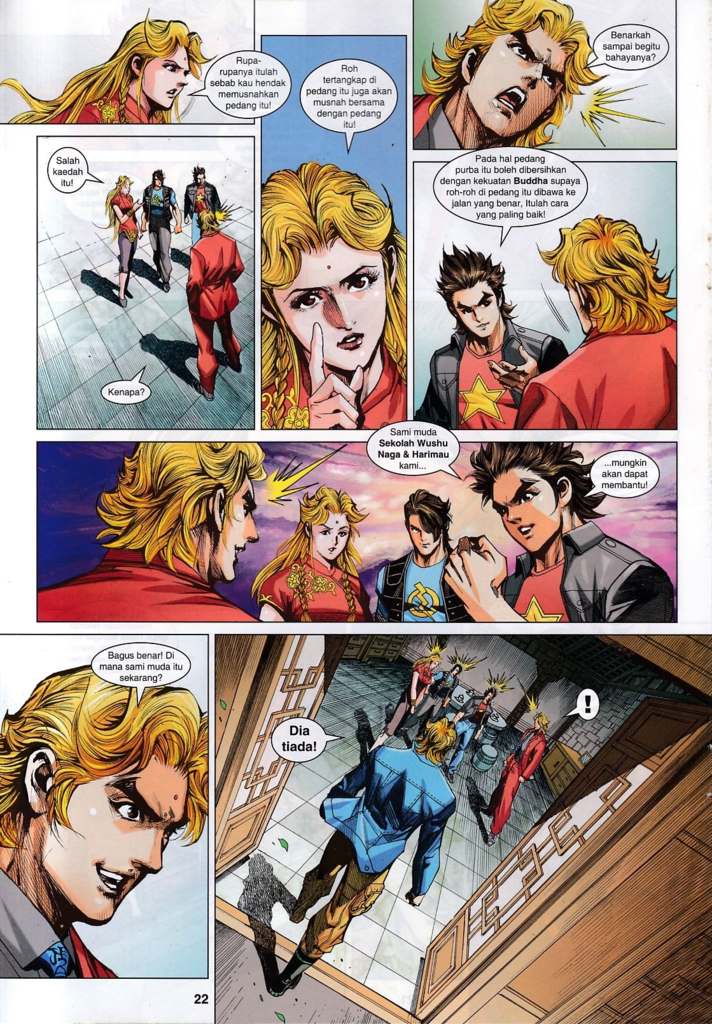 Rupa-
rupanya itulah
sebab kau hendak
memusnahkan
pedang itu!
Roh
tertangkap di
pedang itu juga akan
musnah bersama
dengan pedang
itu!
Benarkah
sampai begitu
bahayanya?
Salah
kaedah
itu!
Kenapa?
Pada hal pedang
purba itu boleh dibersihkan
dengan kekuatan Buddha supaya
roh-roh di pedang itu dibawa ke
jalan yang benar, Itulah cara
yang paling baik!
Sami muda
Sekolah Wushu
Naga & Harimau
kami...
...mungkin
akan dapat
membantu!
Bagus benar! Di
mana sami muda itu
sekarang?
Dia
tiada!
!
22